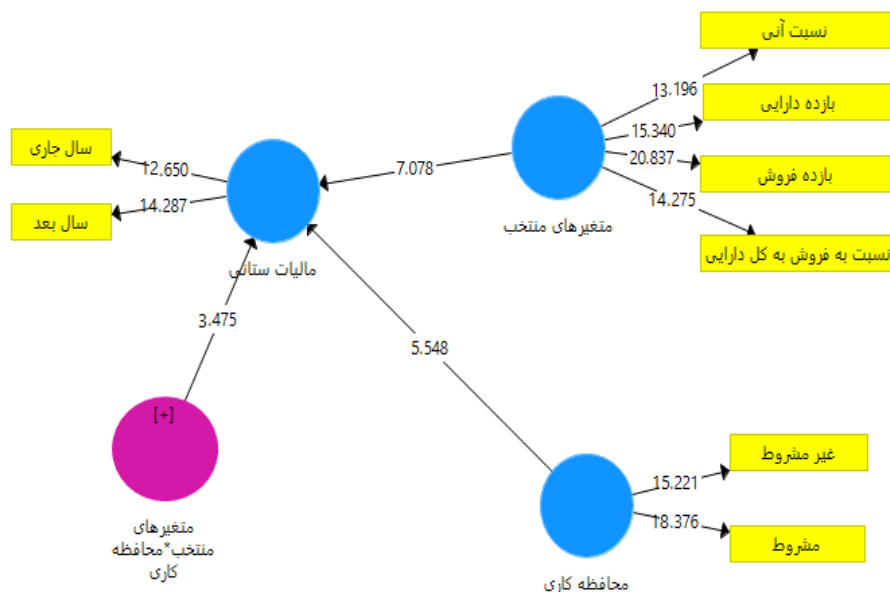 نسبت آنی
13.196
بازده دارایی
15.340
سال جاری
12.650
20.837
بازده فروش
7.078
14.287
14.275
سال بعد
متغیرهای منتخب
نسبت به فروش به کل دارایی
مالیات ستانی
3.475
5.548
[+]
غیر مشروط
15.221
18.376
متغیرهای
منتخب*محافظه
کاری
مشروط
محافظه کاری